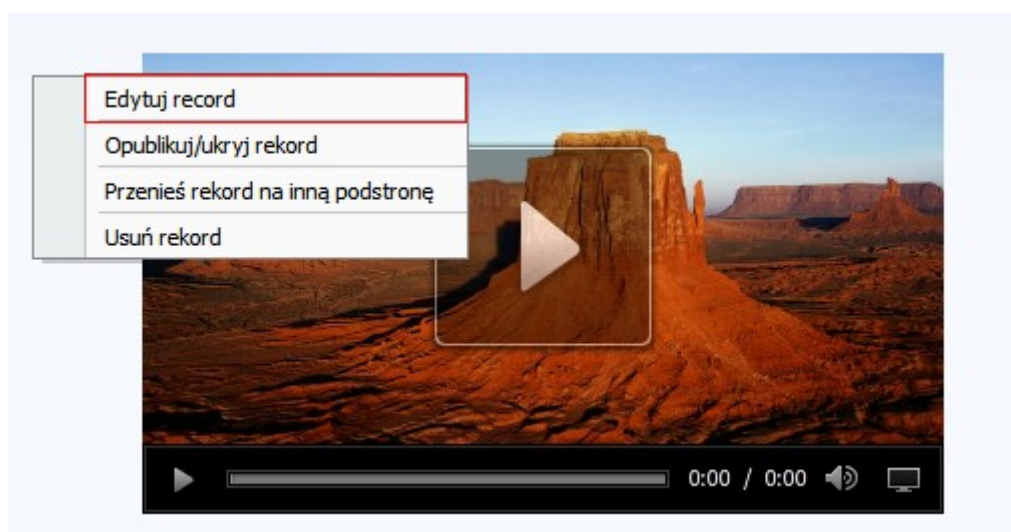 Edytuj record
Opublikuj/ukryj rekord
Przenieś rekord na inną podstronę
Usuń rekord
0:00 / 0:00